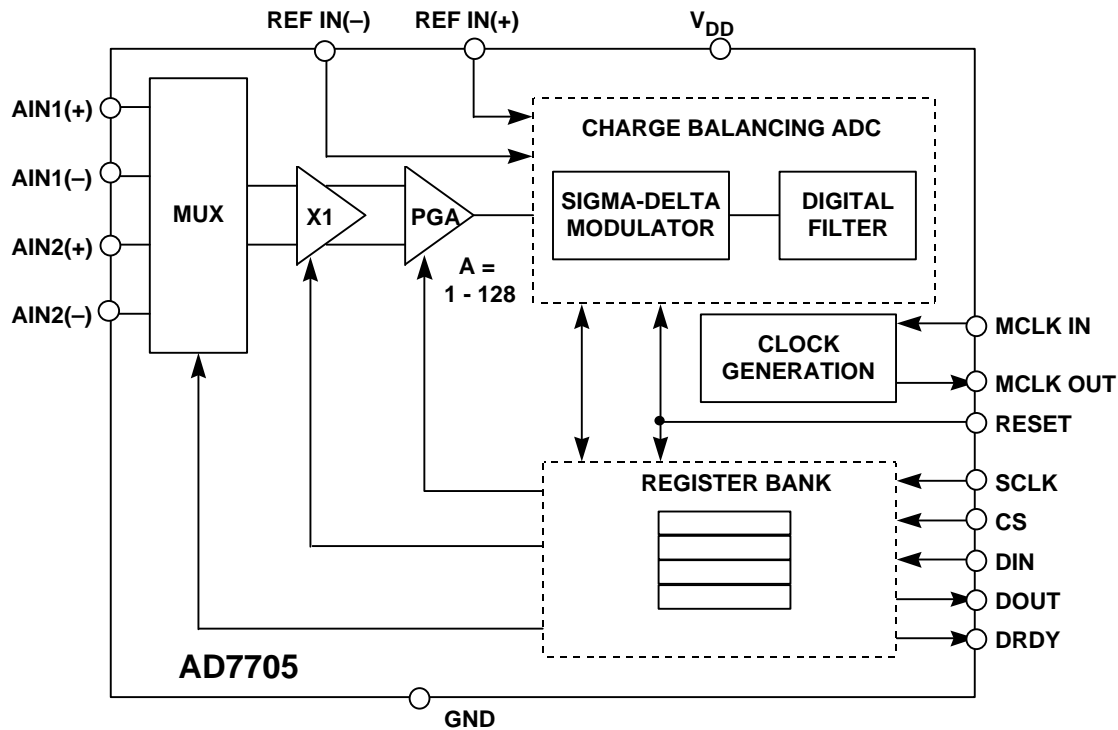 REF IN(–)
REF IN(+)
VDD
AIN1(+)
AIN1(–)
AIN2(+)
AIN2(–)
MUX
X1
PGA
A =
1 - 128
CHARGE BALANCING ADC
SIGMA-DELTA
MODULATOR
DIGITAL
FILTER
CLOCK
GENERATION
MCLK IN
MCLK OUT
RESET
REGISTER BANK
SCLK
CS
DIN
DOUT
DRDY
AD7705
GND